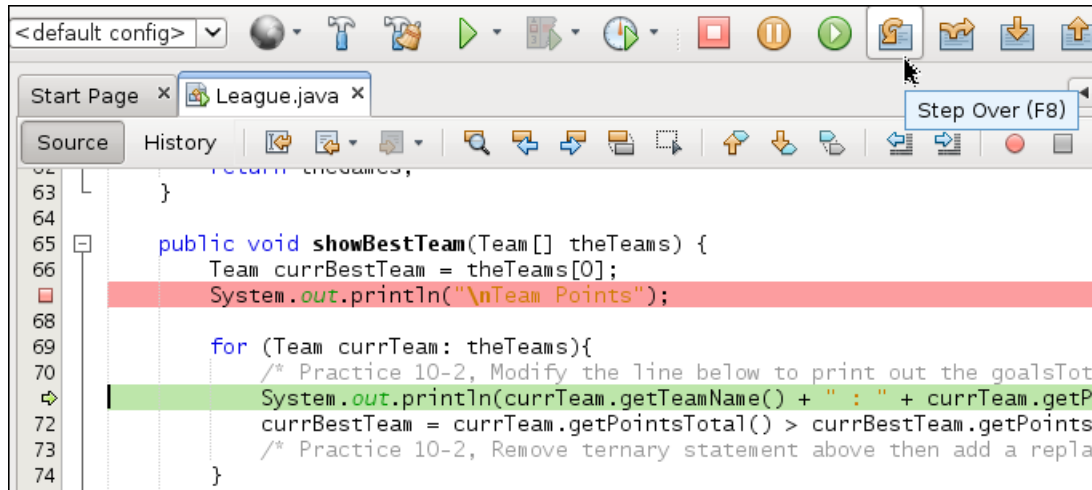 <default config>
Start Page × League.java ×
Step Over (F8)
Source History
62 return theGames;
63 }
64
65 public void showBestTeam(Team[] theTeams) {
66 Team currBestTeam = theTeams[0];
System.out.println("\nTeam Points");
68
69 for (Team currTeam: theTeams){
70 /* Practice 10-2, Modify the line below to print out the goalsTot
System.out.println(currTeam.getTeamName() + " : " + currTeam.getP
72 currBestTeam = currTeam.getPointsTotal() > currBestTeam.getPoints
73 /* Practice 10-2, Remove ternary statement above then add a repla
74 }